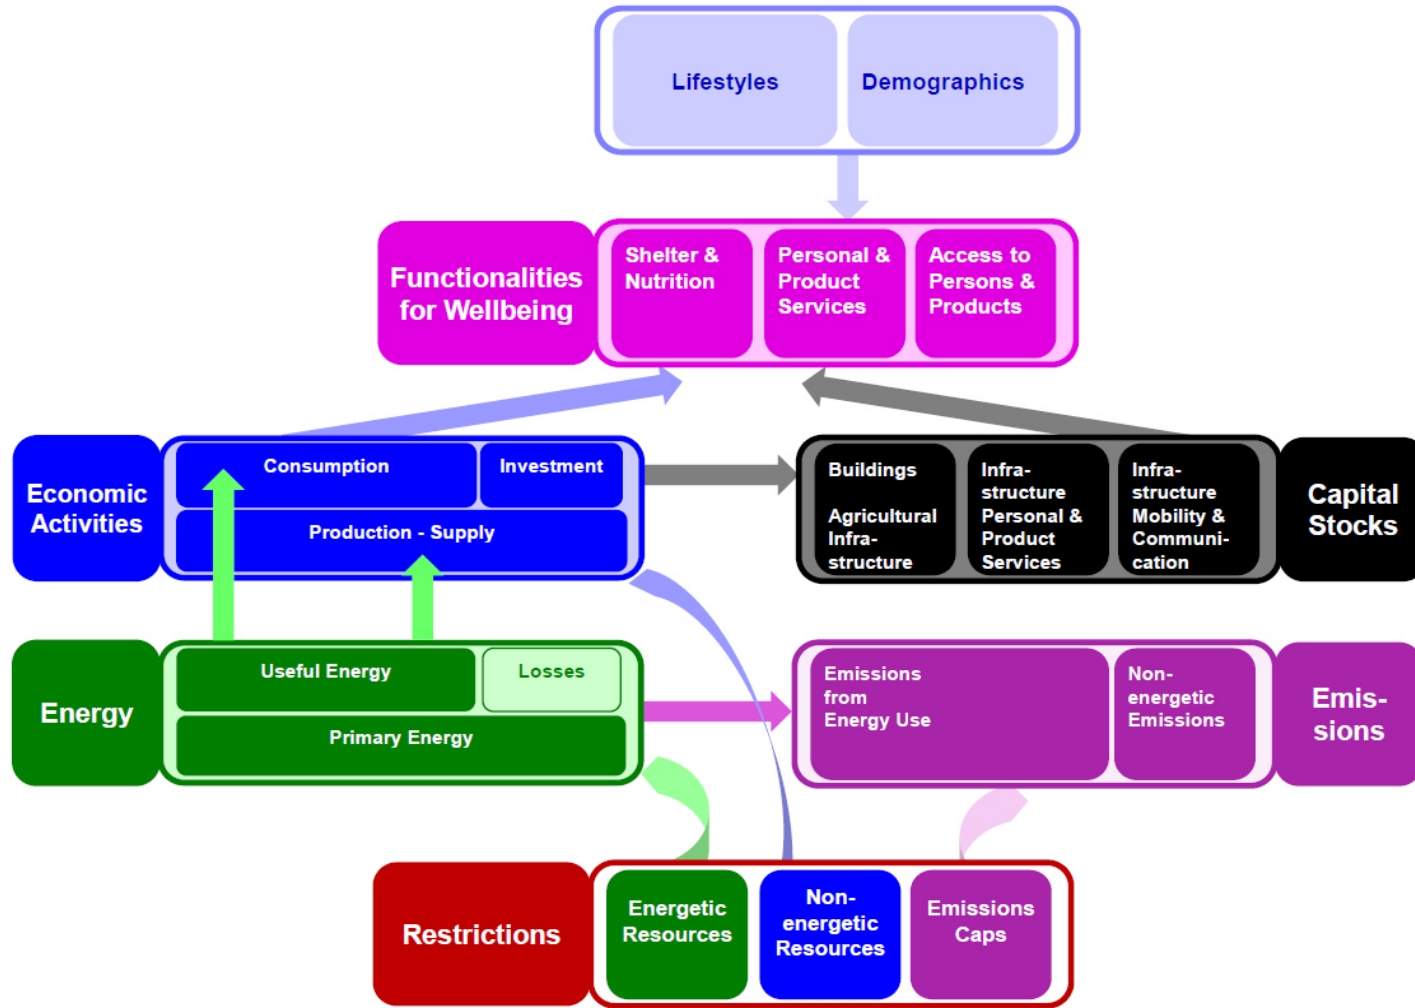 Lifestyles
Demographics
Functionalities
for Wellbeing
Shelter &
Nutrition
Personal &
Product
Services
Access to
Persons &
Products
Economic
Activities
Consumption
Investment
Production - Supply
Buildings
Agricultural
Infra-
structure
Infra-
structure
Personal &
Product
Services
Infra-
structure
Mobility &
Communi-
cation
Capital
Stocks
Energy
Useful Energy
Losses
Primary Energy
Emissions
from
Energy Use
Non-
energetic
Emissions
Emis-
sions
Restrictions
Energetic
Resources
Non-
energetic
Resources
Emissions
Caps